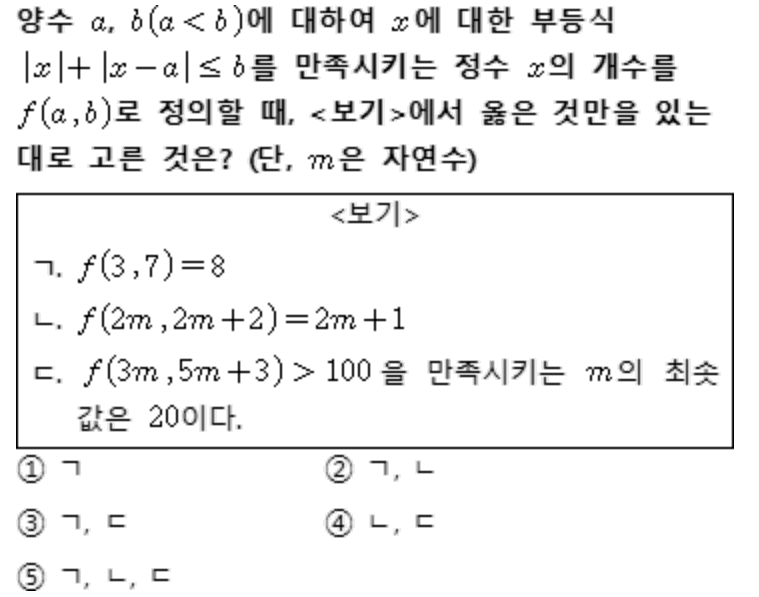 양수 a, b(a < b)에 대하여 x에 대한 부등식
|x|+|x-a| ≤ b를 만족시키는 정수 x의 개수를
f(a,b)로 정의할 때, <보기>에서 옳은 것만을 있는
대로 고른 것은? (단, m은 자연수)
<보기>
ㄱ. f(3,7)=8
ㄴ. f(2m,2m+2)=2m+1
ㄷ. f(3m,5m+3)>100을 만족시키는 m의 최솟
값은 20이다.
① ㄱ ② ㄱ, ㄴ
③ ㄱ, ㄷ ④ ㄴ, ㄷ
⑤ ㄱ, ㄴ, ㄷ